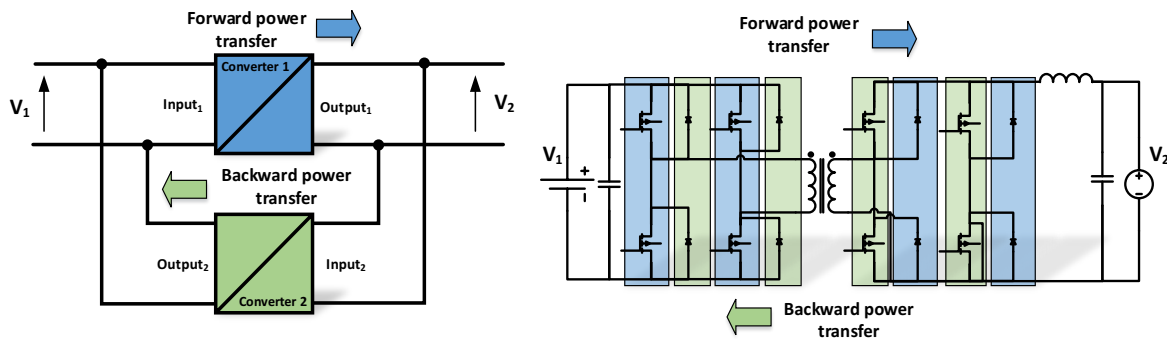 Forward power
transfer
Converter 1
V1
Input1
Output1
V2
Backward power
transfer
Output2
Input2
Converter 2
Forward power
transfer
V1
+
V2
+
Backward power
transfer